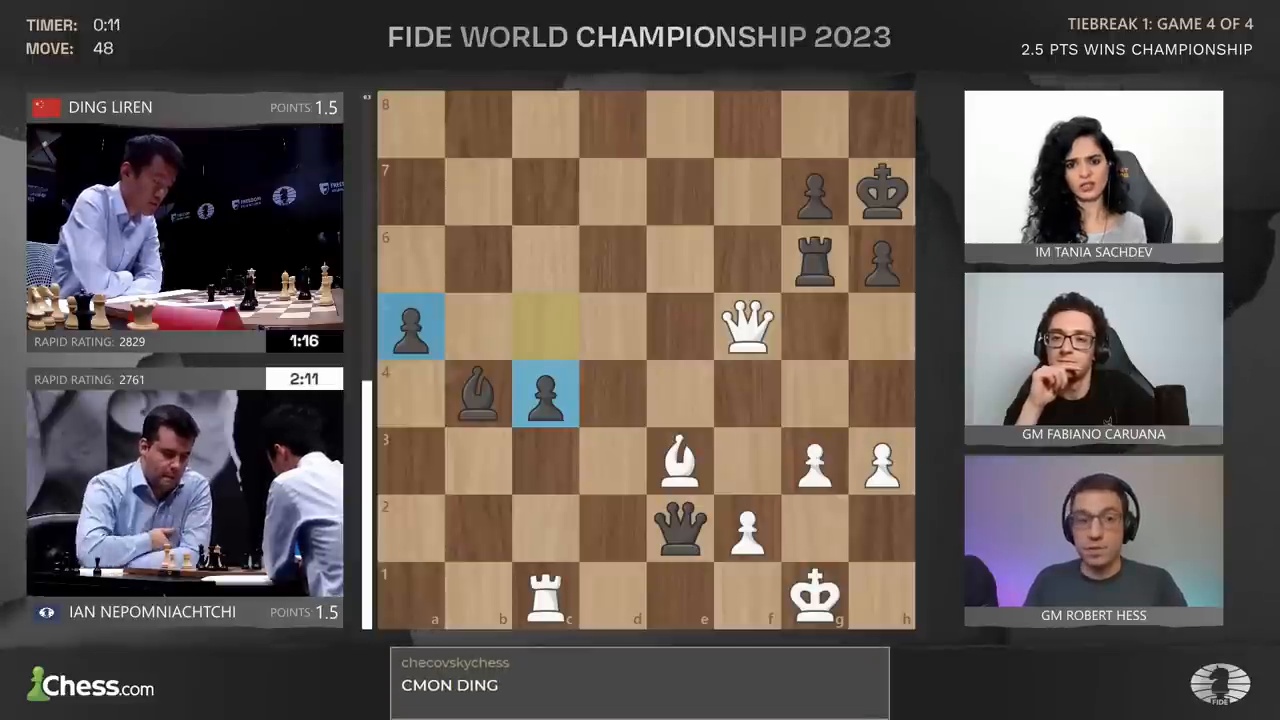 TIMER: 0:11
MOVE: 48
FIDE WORLD CHAMPIONSHIP 2023
TIEBREAK 1: GAME 4 OF 4
2.5 PTS WINS CHAMPIONSHIP
DING LIREN POINTS 1.5
RAPID RATING: 2829 1:16
RAPID RATING: 2761 2:11
IAN NEPOMNIACHTCHI POINTS: 1.5
8
7
6
5
4
3
2
1
a b c d e f g h
IM TANIA SACHDEV
GM FABIANO CARUANA
GM ROBERT HESS
Chess.com
checovskychess
CMON DING
FIDE